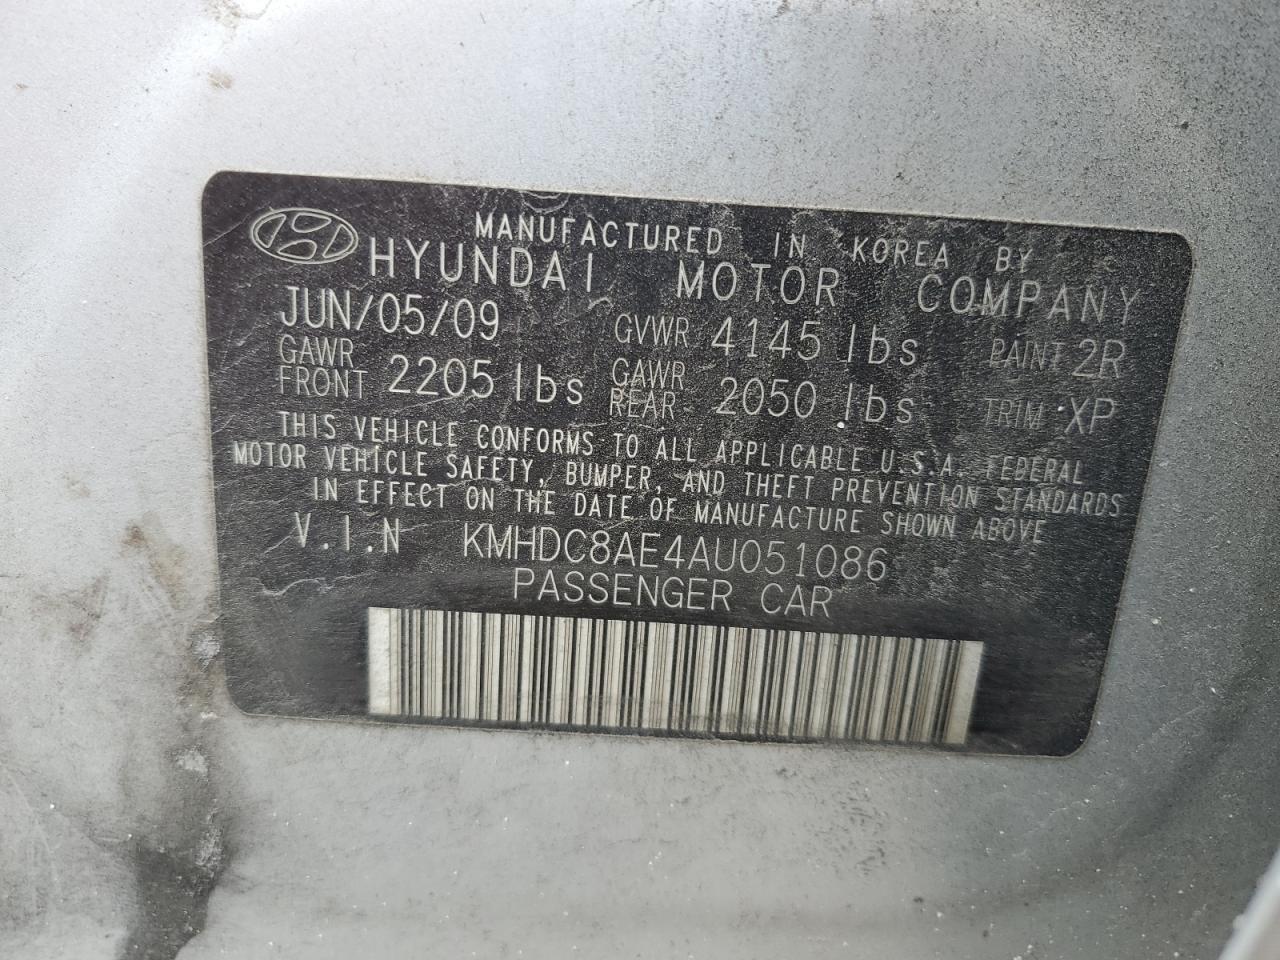 MANUFACTURED IN KOREA BY
HYUNDAI MOTOR COMPANY
JUN/05/09 GVWR 4145 lbs PAINT 2R
GAWR FRONT 2205 lbs GAWR REAR 2050 lbs TRIM XP
THIS VEHICLE CONFORMS TO ALL APPLICABLE U.S.A. FEDERAL
MOTOR VEHICLE SAFETY, BUMPER, AND THEFT PREVENTION STANDARDS
IN EFFECT ON THE DATE OF MANUFACTURE SHOWN ABOVE
V.I.N KMHDC8AE4AU051086
PASSENGER CAR